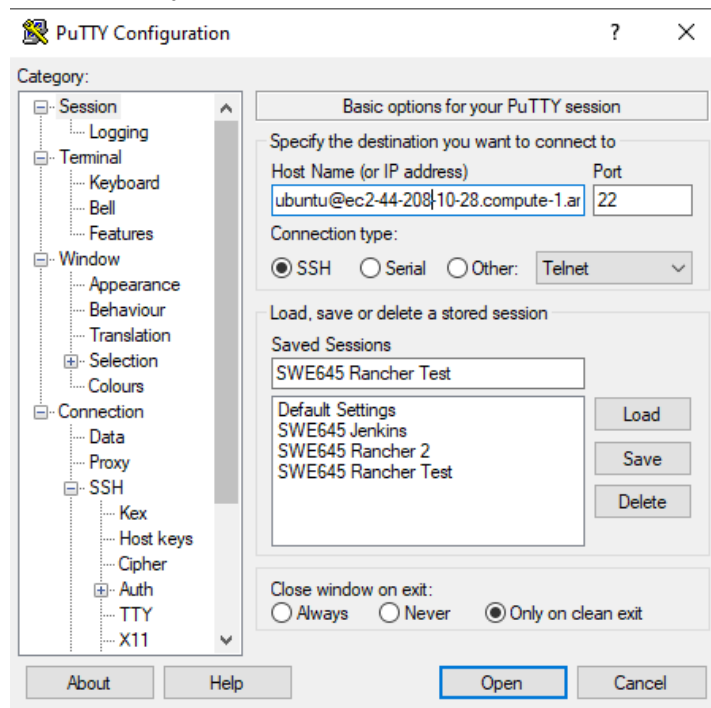 PuTTY Configuration ? ×
Category:
Session
Logging
Terminal
Keyboard
Bell
Features
Window
Appearance
Behaviour
Translation
Selection
Colours
Connection
Data
Proxy
SSH
Kex
Host keys
Cipher
Auth
TTY
X11
Basic options for your PuTTY session
Specify the destination you want to connect to
Host Name (or IP address) Port
ubuntu@ec2-44-208-10-28.compute-1.ar 22
Connection type:
SSH Serial Other: Telnet
Load, save or delete a stored session
Saved Sessions
SWE645 Rancher Test
Default Settings
SWE645 Jenkins
SWE645 Rancher 2
SWE645 Rancher Test
Load
Save
Delete
Close window on exit:
Always Never Only on clean exit
About Help Open Cancel